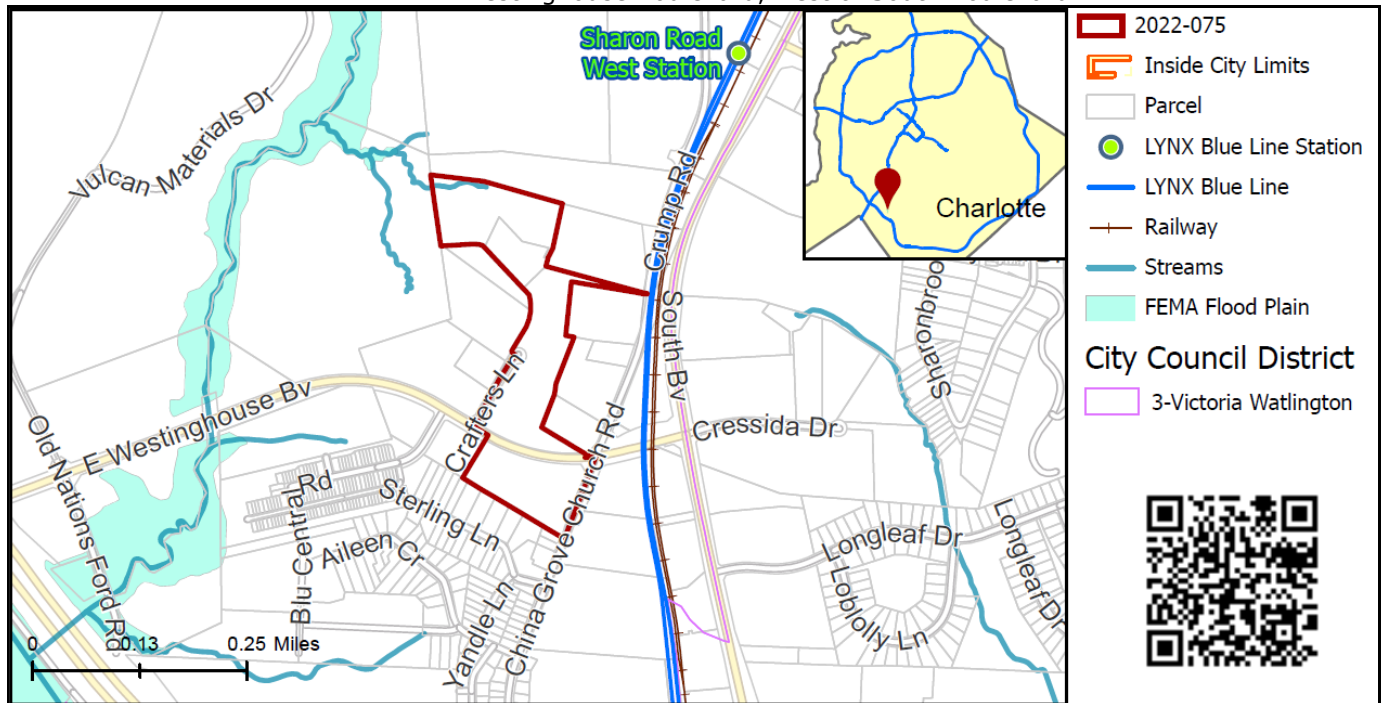 Sharon Road
West Station
Vulcan Materials Dr
Crump Rd
South Bv
Charlotte
E Westinghouse Bv
Crafters Ln
Cressida Dr
Old Nations Ford Rd
Rd
Blu Central
Sterling Ln
Aileen Cr
Yandle Ln
China Grove Church Rd
Longleaf Dr
Loblolly Ln
Longleaf Dr
0 0.13 0.25 Miles
2022-075
Inside City Limits
Parcel
LYNX Blue Line Station
LYNX Blue Line
Railway
Streams
FEMA Flood Plain
City Council District
3-Victoria Watlington